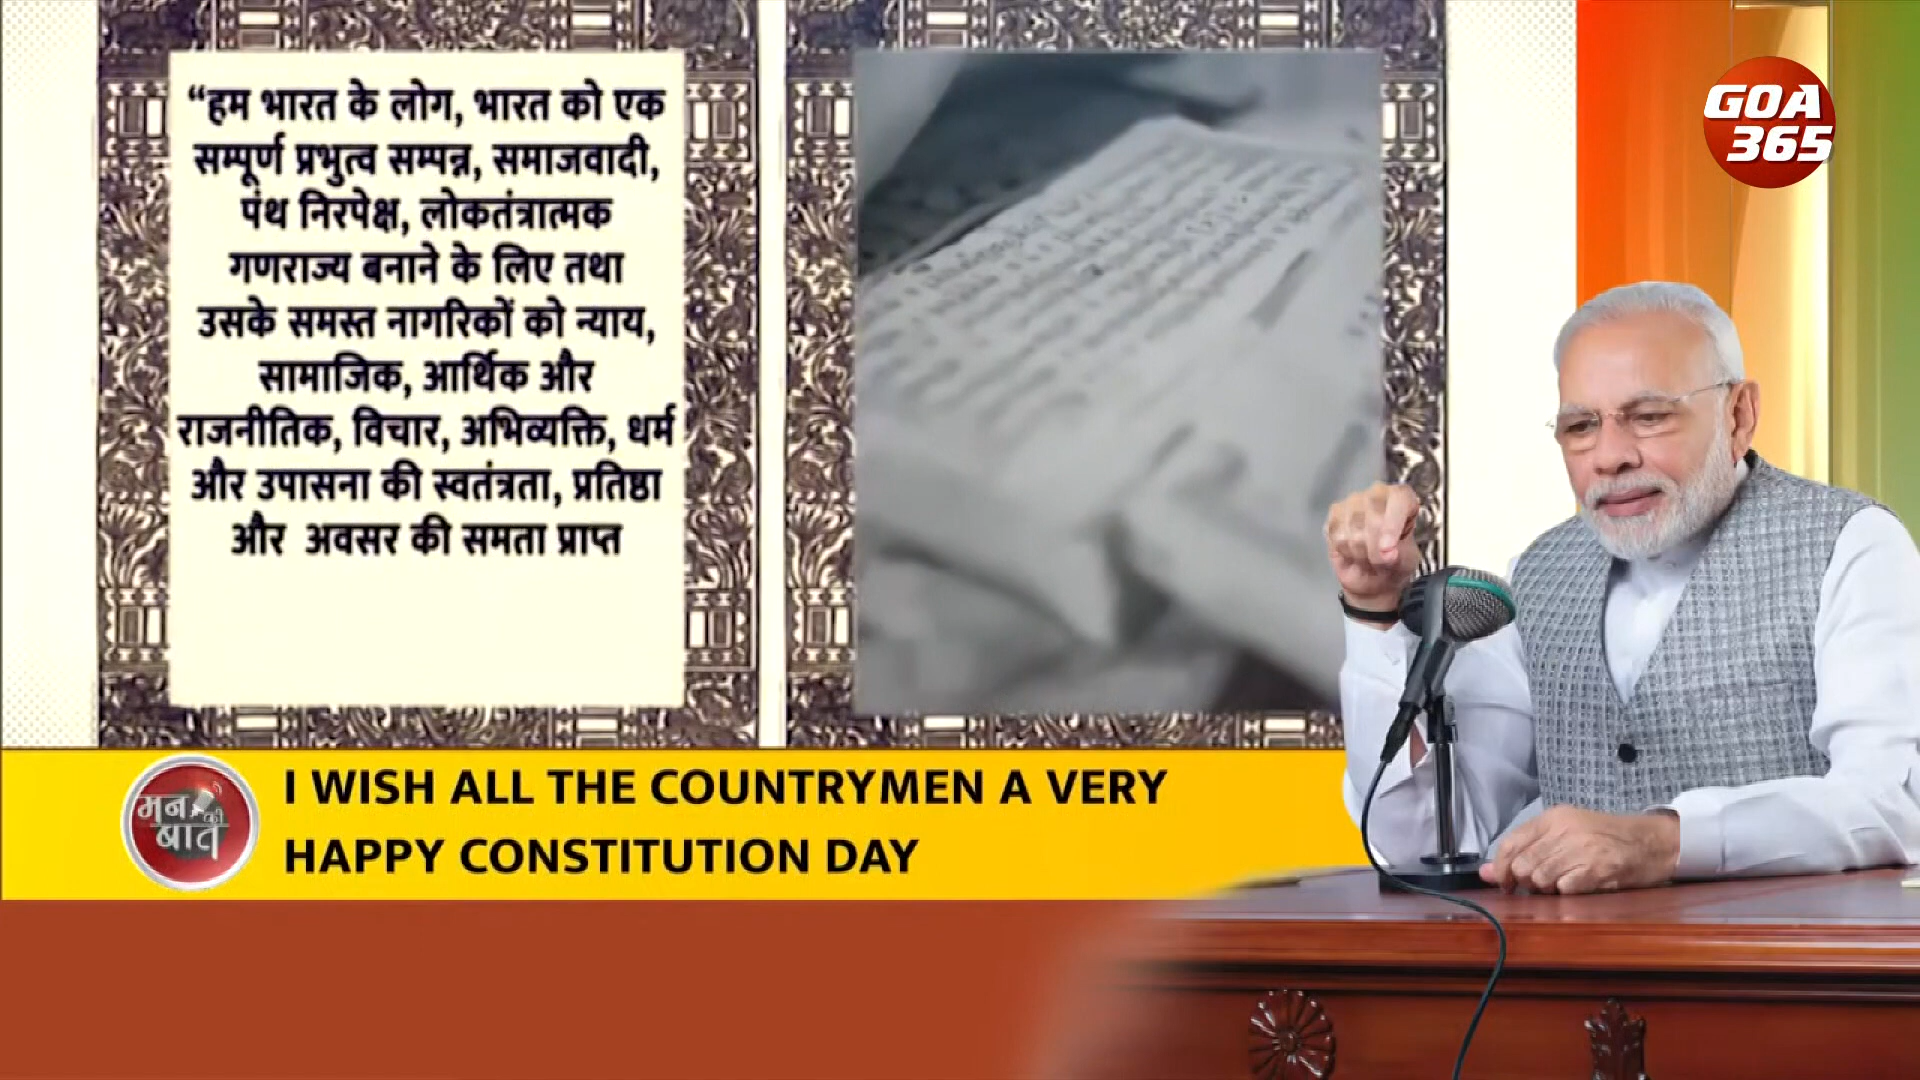 “हम भारत के लोग, भारत को एक
सम्पूर्ण प्रभुत्व सम्पन्न, समाजवादी,
पंथ निरपेक्ष, लोकतंत्रात्मक
गणराज्य बनाने के लिए तथा
उसके समस्त नागरिकों को न्याय,
सामाजिक, आर्थिक और
राजनीतिक, विचार, अभिव्यक्ति, धर्म
और उपासना की स्वतंत्रता, प्रतिष्ठा
और अवसर की समता प्राप्त
GOA
365
मन की
बात
I WISH ALL THE COUNTRYMEN A VERY
HAPPY CONSTITUTION DAY